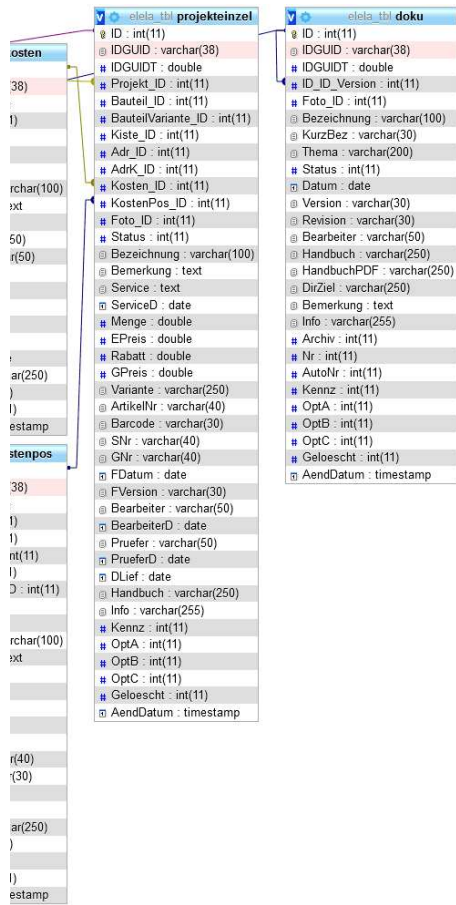 kosten
38)
1)
rchar(100)
ext
50)
r(50)
ar(250)
)
1)
estamp
stenpos
38)
1)
1)
nt(11)
1)
D : int(11)
rchar(100)
ext
ar(40)
r(30)
ar(250)
)
1)
estamp
elela_tbl projekteinzel
ID : int(11)
IDGUID : varchar(38)
IDGUIDT : double
Projekt_ID : int(11)
Bauteil_ID : int(11)
BauteilVariante_ID : int(11)
Kiste_ID : int(11)
Adr_ID : int(11)
AdrK_ID : int(11)
Kosten_ID : int(11)
KostenPos_ID : int(11)
Foto_ID : int(11)
Status : int(11)
Bezeichnung : varchar(100)
Bemerkung : text
Service : text
ServiceD : date
Menge : double
EPreis : double
Rabatt : double
GPreis : double
Variante : varchar(250)
ArtikelNr : varchar(40)
Barcode : varchar(30)
SNr : varchar(40)
GNr : varchar(40)
FDatum : date
FVersion : varchar(30)
Bearbeiter : varchar(50)
BearbeiterD : date
Pruefer : varchar(50)
PrueferD : date
DLief : date
Handbuch : varchar(250)
Info : varchar(255)
Kennz : int(11)
OptA : int(11)
OptB : int(11)
OptC : int(11)
Geloescht : int(11)
AendDatum : timestamp
elela_tbl doku
ID : int(11)
IDGUID : varchar(38)
IDGUIDT : double
ID_ID_Version : int(11)
Foto_ID : int(11)
Bezeichnung : varchar(100)
KurzBez : varchar(30)
Thema : varchar(200)
Status : int(11)
Datum : date
Version : varchar(30)
Revision : varchar(30)
Bearbeiter : varchar(50)
Handbuch : varchar(250)
HandbuchPDF : varchar(250)
DirZiel : varchar(250)
Bemerkung : text
Info : varchar(255)
Archiv : int(11)
Nr : int(11)
AutoNr : int(11)
Kennz : int(11)
OptA : int(11)
OptB : int(11)
OptC : int(11)
Geloescht : int(11)
AendDatum : timestamp